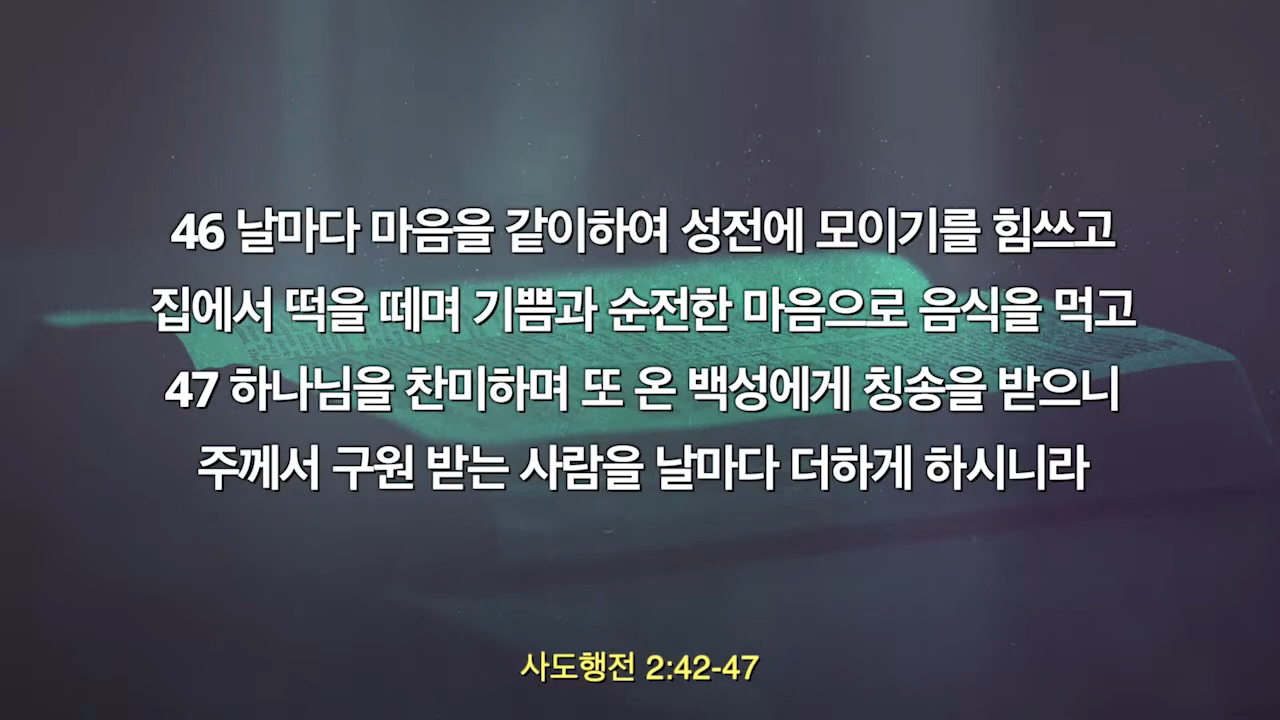 46 날마다 마음을 같이하여 성전에 모이기를 힘쓰고
집에서 떡을 떼며 기쁨과 순전한 마음으로 음식을 먹고
47 하나님을 찬미하며 또 온 백성에게 칭송을 받으니
주께서 구원 받는 사람을 날마다 더하게 하시니라
사도행전 2:42-47